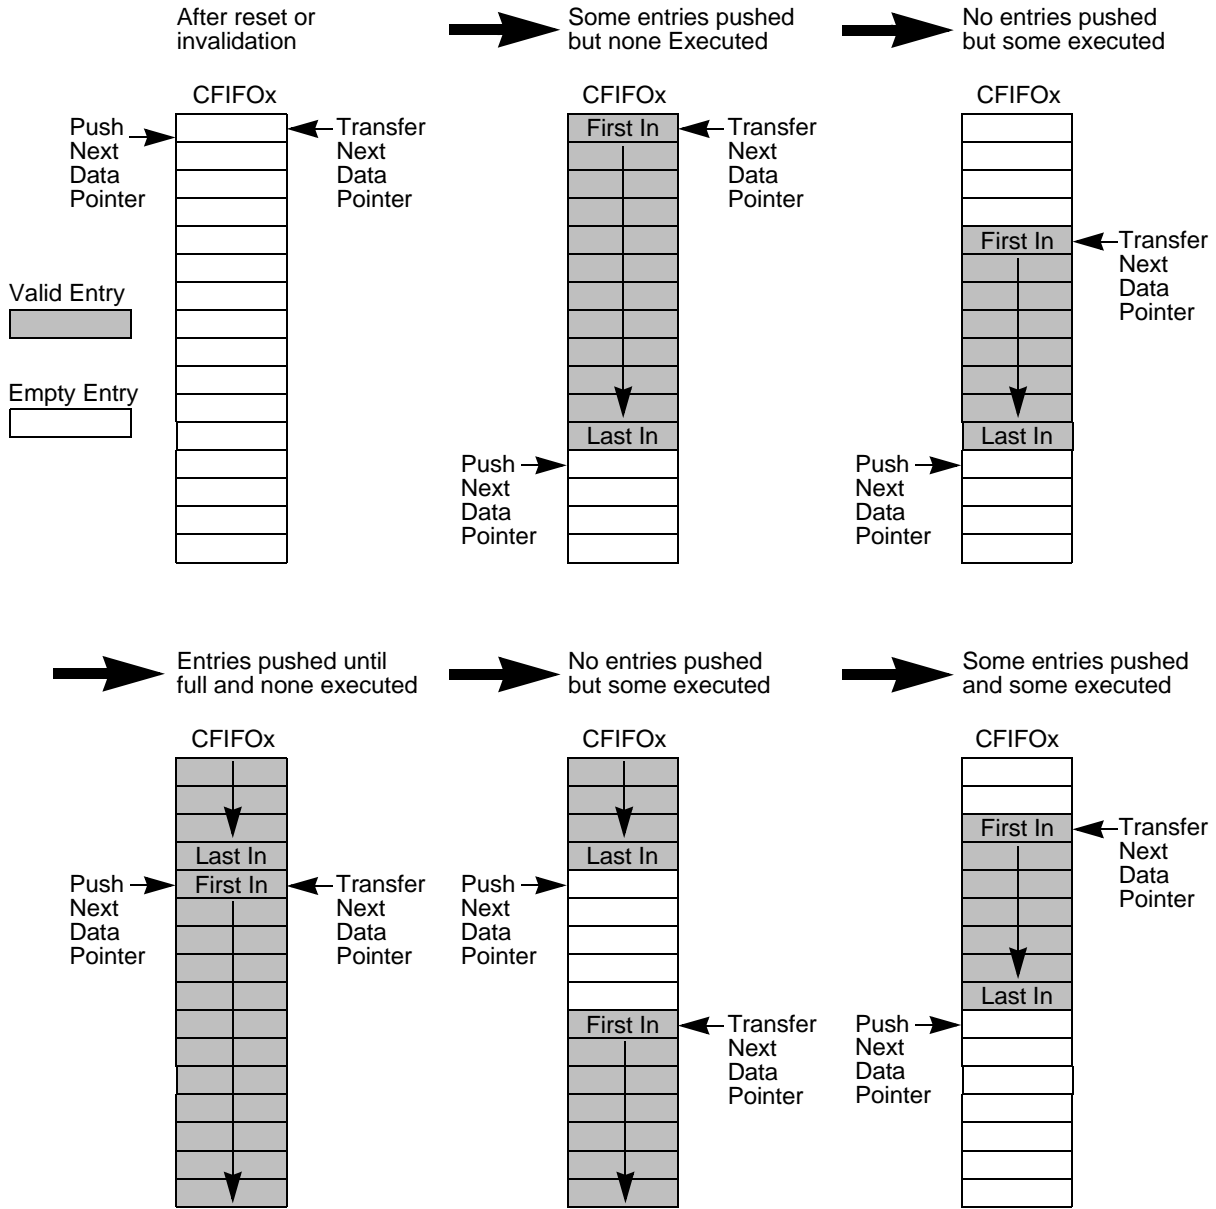 After reset or
invalidation
CFIFOx
Push
Next
Data
Pointer
Transfer
Next
Data
Pointer
Valid Entry
Empty Entry
Some entries pushed
but none Executed
CFIFOx
First In
Last In
Transfer
Next
Data
Pointer
Push
Next
Data
Pointer
No entries pushed
but some executed
CFIFOx
First In
Last In
Transfer
Next
Data
Pointer
Push
Next
Data
Pointer
Entries pushed until
full and none executed
CFIFOx
Last In
First In
Push
Next
Data
Pointer
Transfer
Next
Data
Pointer
No entries pushed
but some executed
CFIFOx
Last In
Push
Next
Data
Pointer
First In
Transfer
Next
Data
Pointer
Some entries pushed
and some executed
CFIFOx
First In
Transfer
Next
Data
Pointer
Last In
Push
Next
Data
Pointer